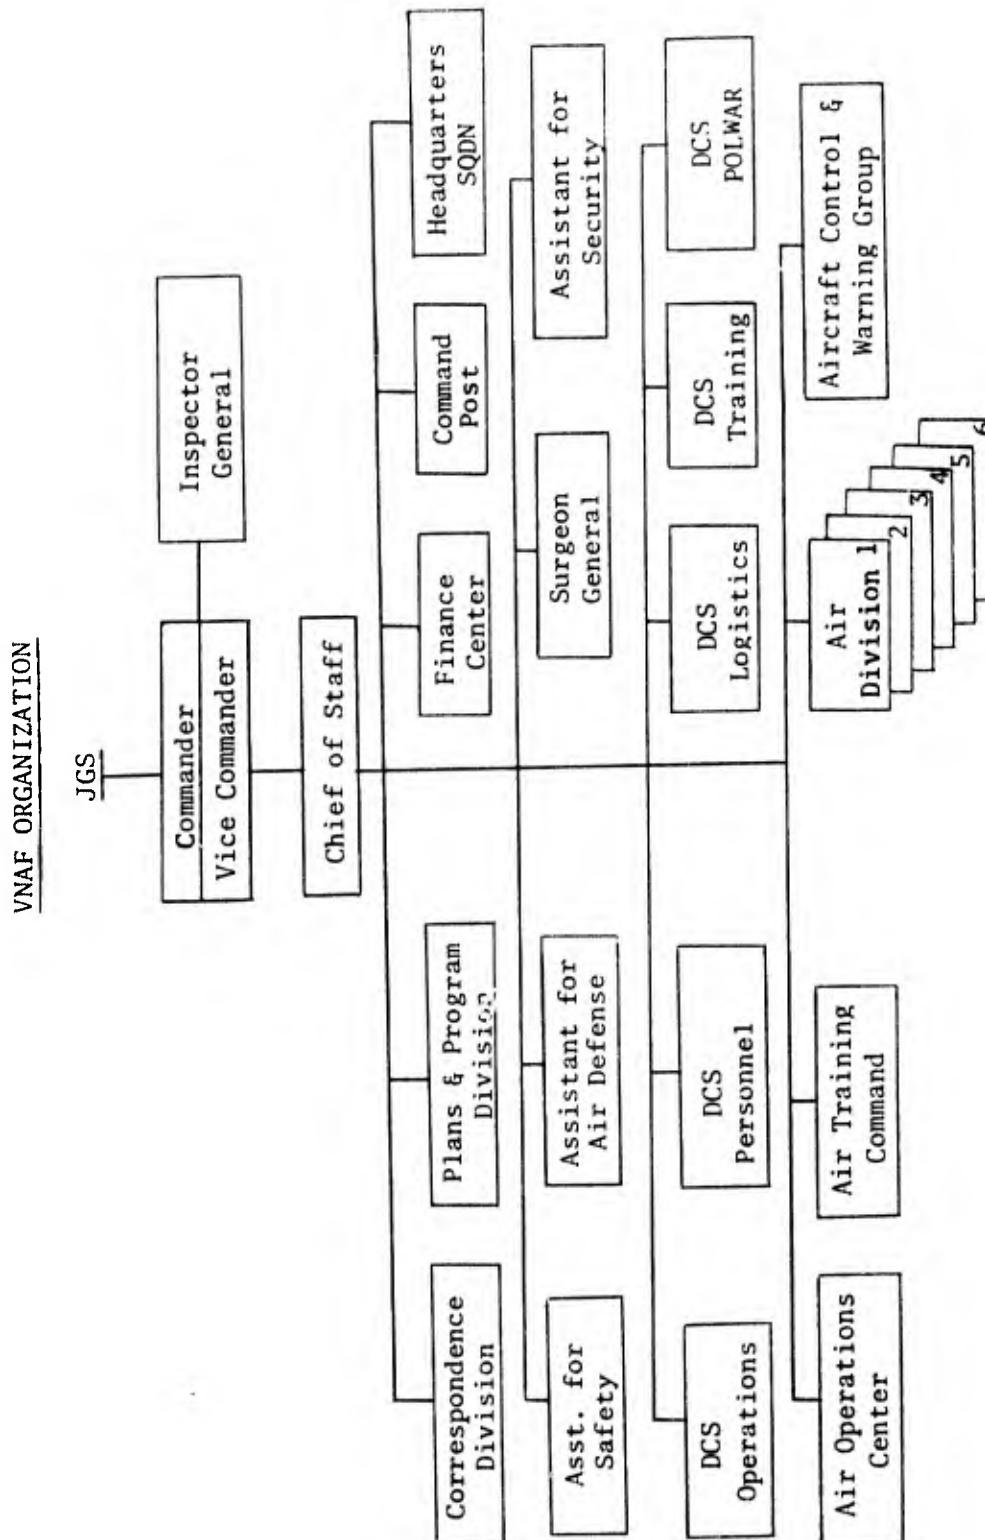 VNAF ORGANIZATION
JGS
Commander
Vice Commander
Inspector
General
Chief of Staff
Correspondence
Division
Plans & Program
Division
Finance
Center
Command
Post
Headquarters
SQDN
Asst. for
Safety
Assistant for
Air Defense
Surgeon
General
Assistant for
Security
DCS
Operations
DCS
Personnel
DCS
Logistics
DCS
Training
DCS
POLWAR
Air Operations
Center
Air Training
Command
Air
Division 1
2
3
4
5
6
Aircraft Control &
Warning Group